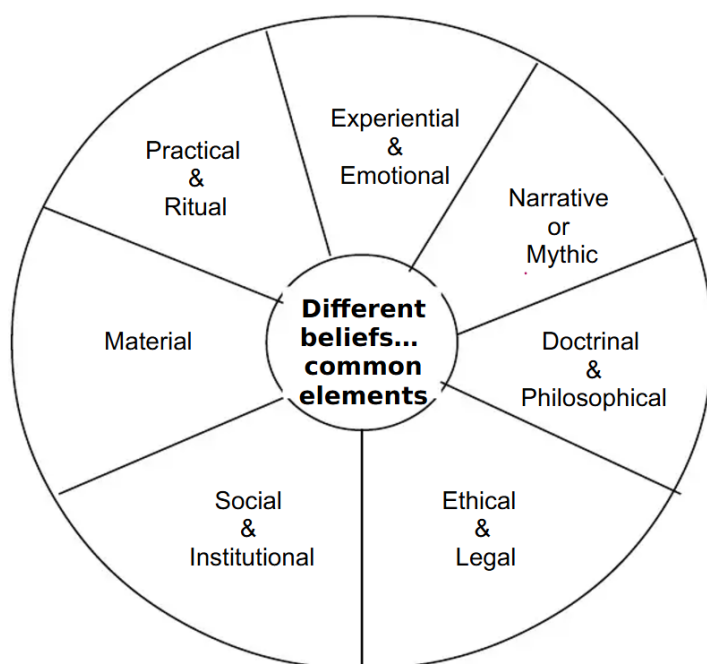 Experiential
&
Emotional
Practical
&
Ritual
Narrative
or
Mythic
Different
beliefs...
common
elements
Material
Doctrinal
&
Philosophical
Social
&
Institutional
Ethical
&
Legal